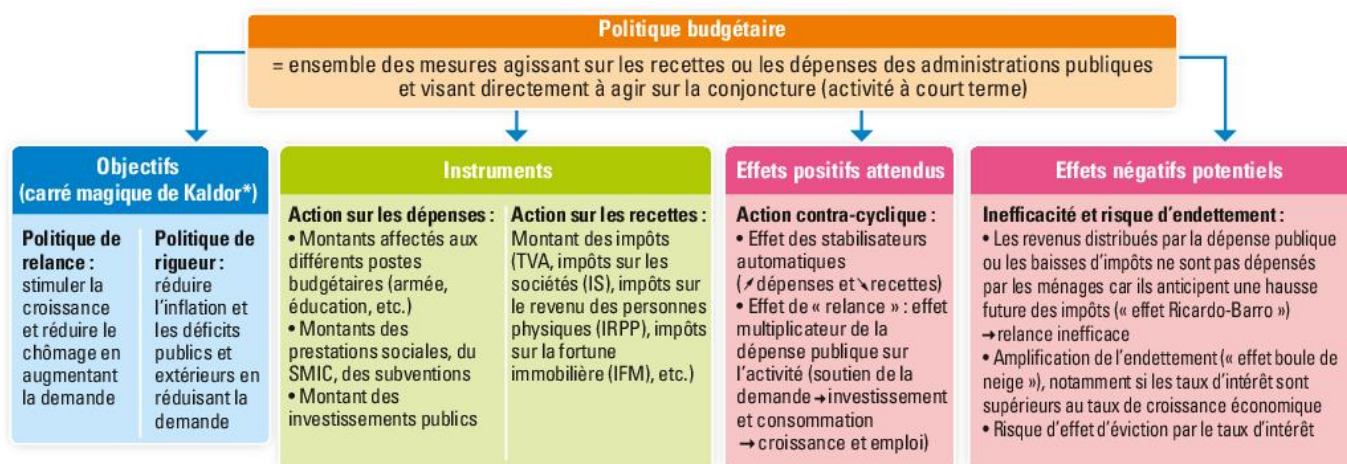 Politique budgétaire
= ensemble des mesures agissant sur les recettes ou les dépenses des administrations publiques
et visant directement à agir sur la conjoncture (activité à court terme)
Objectifs
(carré magique de Kaldor*)
Politique de
relance :
stimuler la
croissance
et réduire le
chômage en
augmentant
la demande
Politique de
rigueur :
réduire
l'inflation et
les déficits
publics et
extérieurs en
réduisant la
demande
Instruments
Action sur les dépenses :
• Montants affectés aux
différents postes
budgétaires (armée,
éducation, etc.)
• Montants des
prestations sociales, du
SMIC, des subventions
• Montant des
investissements publics
Action sur les recettes :
Montant des impôts
(TVA, impôts sur les
sociétés (IS), impôts sur
le revenu des personnes
physiques (IRPP), impôts
sur la fortune
immobilière (IFM), etc.)
Effets positifs attendus
Action contra-cyclique :
• Effet des stabilisateurs
automatiques
(↗dépenses et↘recettes)
• Effet de « relance » : effet
multiplicateur de la
dépense publique sur
l'activité (soutien de la
demande → investissement
et consommation
→ croissance et emploi)
Effets négatifs potentiels
Inefficacité et risque d'endettement :
• Les revenus distribués par la dépense publique
ou les baisses d'impôts ne sont pas dépensés
par les ménages car ils anticipent une hausse
future des impôts (« effet Ricardo-Barro »)
→relance inefficace
• Amplification de l'endettement (« effet boule de
neige »), notamment si les taux d'intérêt sont
supérieurs au taux de croissance économique
• Risque d'effet d'éviction par le taux d'intérêt